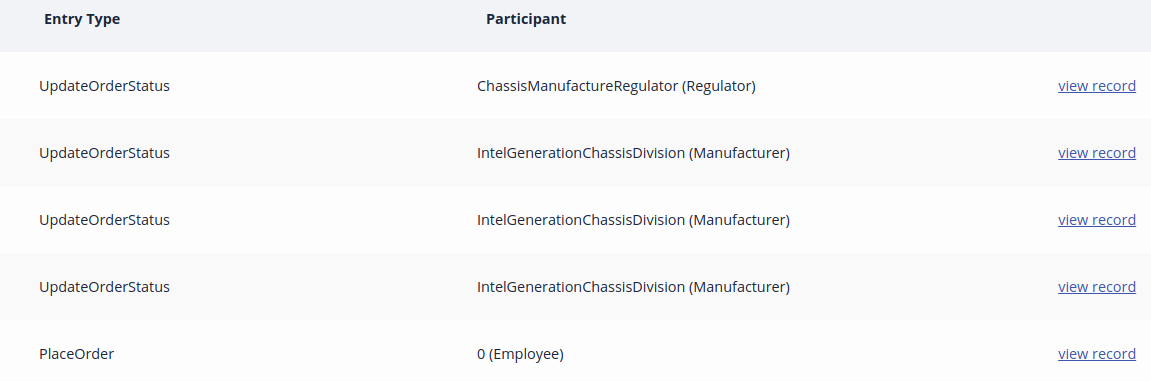 Entry Type Participant
UpdateOrderStatus ChassisManufactureRegulator (Regulator) view record
UpdateOrderStatus IntelGenerationChassisDivision (Manufacturer) view record
UpdateOrderStatus IntelGenerationChassisDivision (Manufacturer) view record
UpdateOrderStatus IntelGenerationChassisDivision (Manufacturer) view record
PlaceOrder 0 (Employee) view record